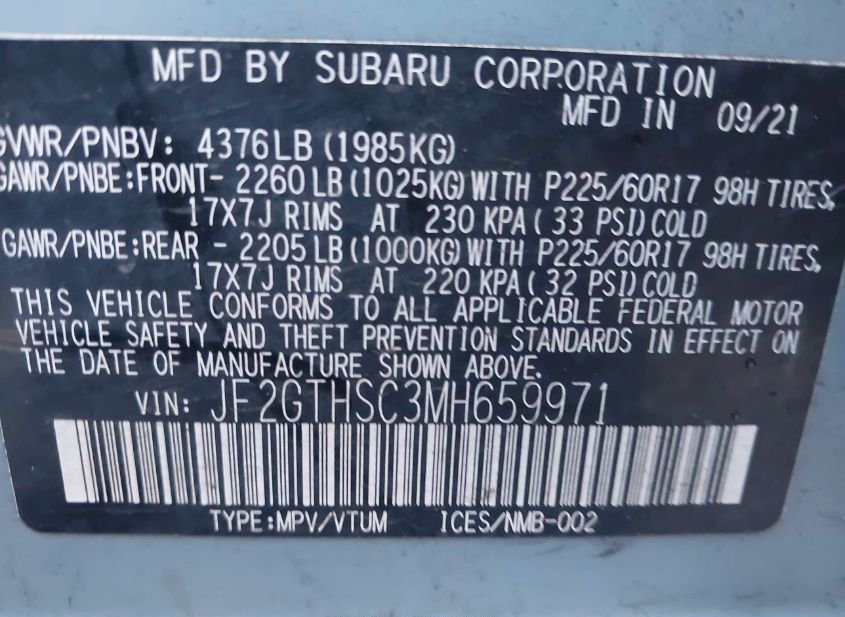 MFD BY SUBARU CORPORATION
MFD IN 09/21
GVWR/PNBV: 4376LB (1985KG)
GAWR/PNBE:FRONT- 2260 LB (1025KG) WITH P225/60R17 98H TIRES,
17X7J RIMS AT 230 KPA ( 33 PSI) COLD
GAWR/PNBE:REAR - 2205 LB (1000KG) WITH P225/60R17 98H TIRES,
17X7J RIMS AT 220 KPA ( 32 PSI) COLD
THIS VEHICLE CONFORMS TO ALL APPLICABLE FEDERAL MOTOR
VEHICLE SAFETY AND THEFT PREVENTION STANDARDS IN EFFECT ON
THE DATE OF MANUFACTURE SHOWN ABOVE.
VIN: JF2GTHSC3MH659971
TYPE:MPV/VTUM ICES/NMB-002